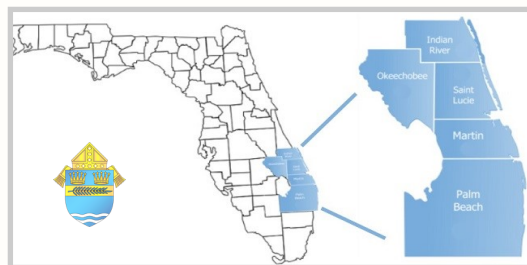 Indian
River
Okeechobee
Saint
Lucie
Martin
Palm
Beach